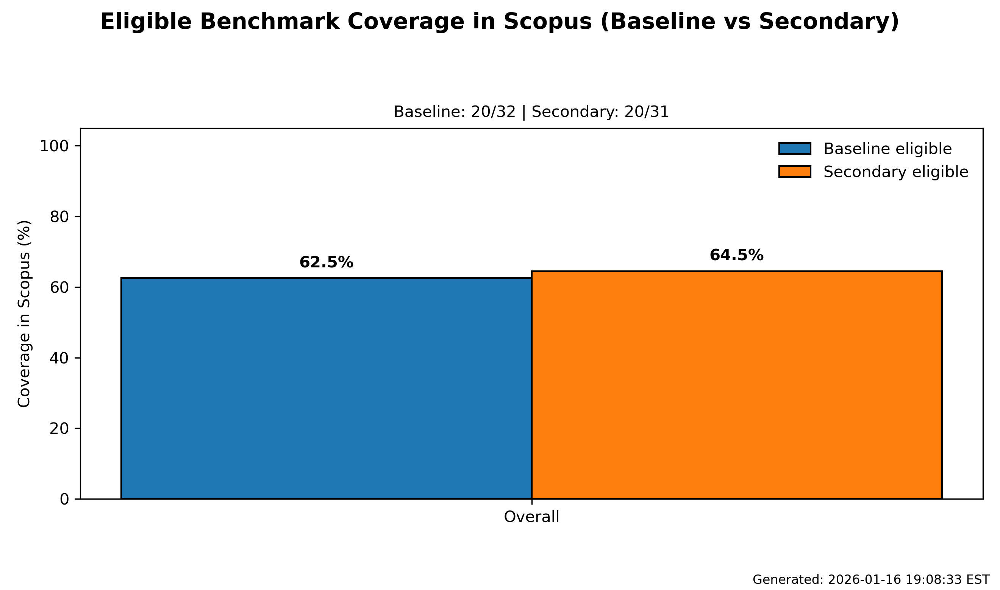 Eligible Benchmark Coverage in Scopus (Baseline vs Secondary)
Baseline: 20/32 | Secondary: 20/31
Coverage in Scopus (%)
100
80
60
40
20
0
Baseline eligible
Secondary eligible
62.5%
64.5%
Overall
Generated: 2026-01-16 19:08:33 EST